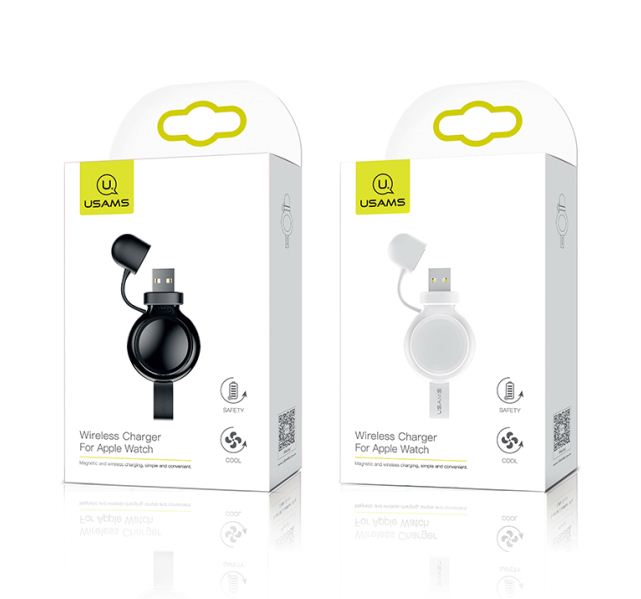 U
USAMS
SAFETY
Wireless Charger
For Apple Watch
COOL
Magnetic and wireless charging, simple and convenient.
U
USAMS
USAMS
SAFETY
Wireless Charger
For Apple Watch
COOL
Magnetic and wireless charging, simple and convenient.